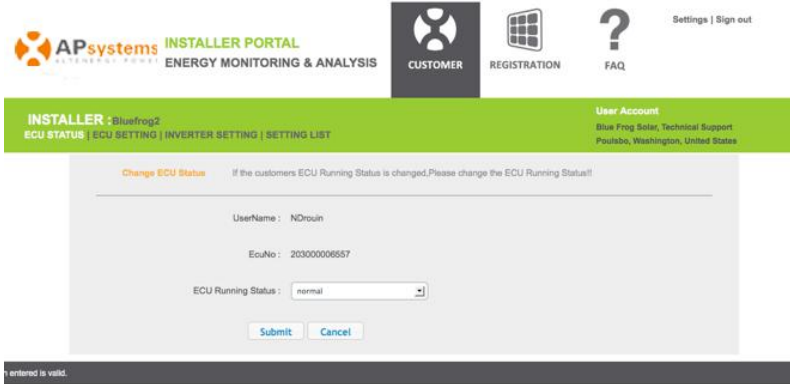 APsystems
ALTENERGY POWER
INSTALLER PORTAL
ENERGY MONITORING & ANALYSIS
CUSTOMER
REGISTRATION
FAQ
Settings | Sign out
INSTALLER :Bluefrog2
ECU STATUS | ECU SETTING | INVERTER SETTING | SETTING LIST
User Account
Blue Frog Solar, Technical Support
Poulsbo, Washington, United States
Change ECU Status If the customers ECU Running Status is changed,Please change the ECU Running Status!!
UserName : NDrouin
EcuNo : 203000006557
ECU Running Status : normal
Submit Cancel
n entered is valid.